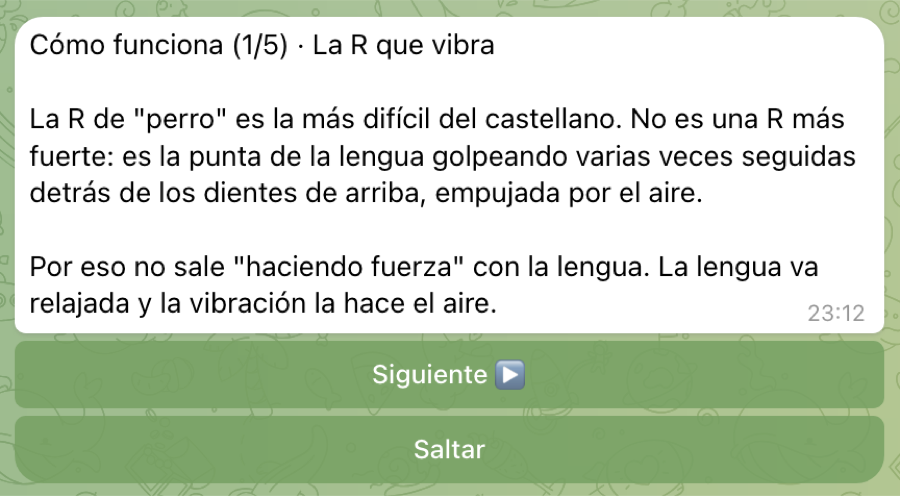 Cómo funciona (1/5) · La R que vibra
La R de "perro" es la más difícil del castellano. No es una R más
fuerte: es la punta de la lengua golpeando varias veces seguidas
detrás de los dientes de arriba, empujada por el aire.
Por eso no sale "haciendo fuerza" con la lengua. La lengua va
relajada y la vibración la hace el aire.
23:12
Siguiente ▶️
Saltar